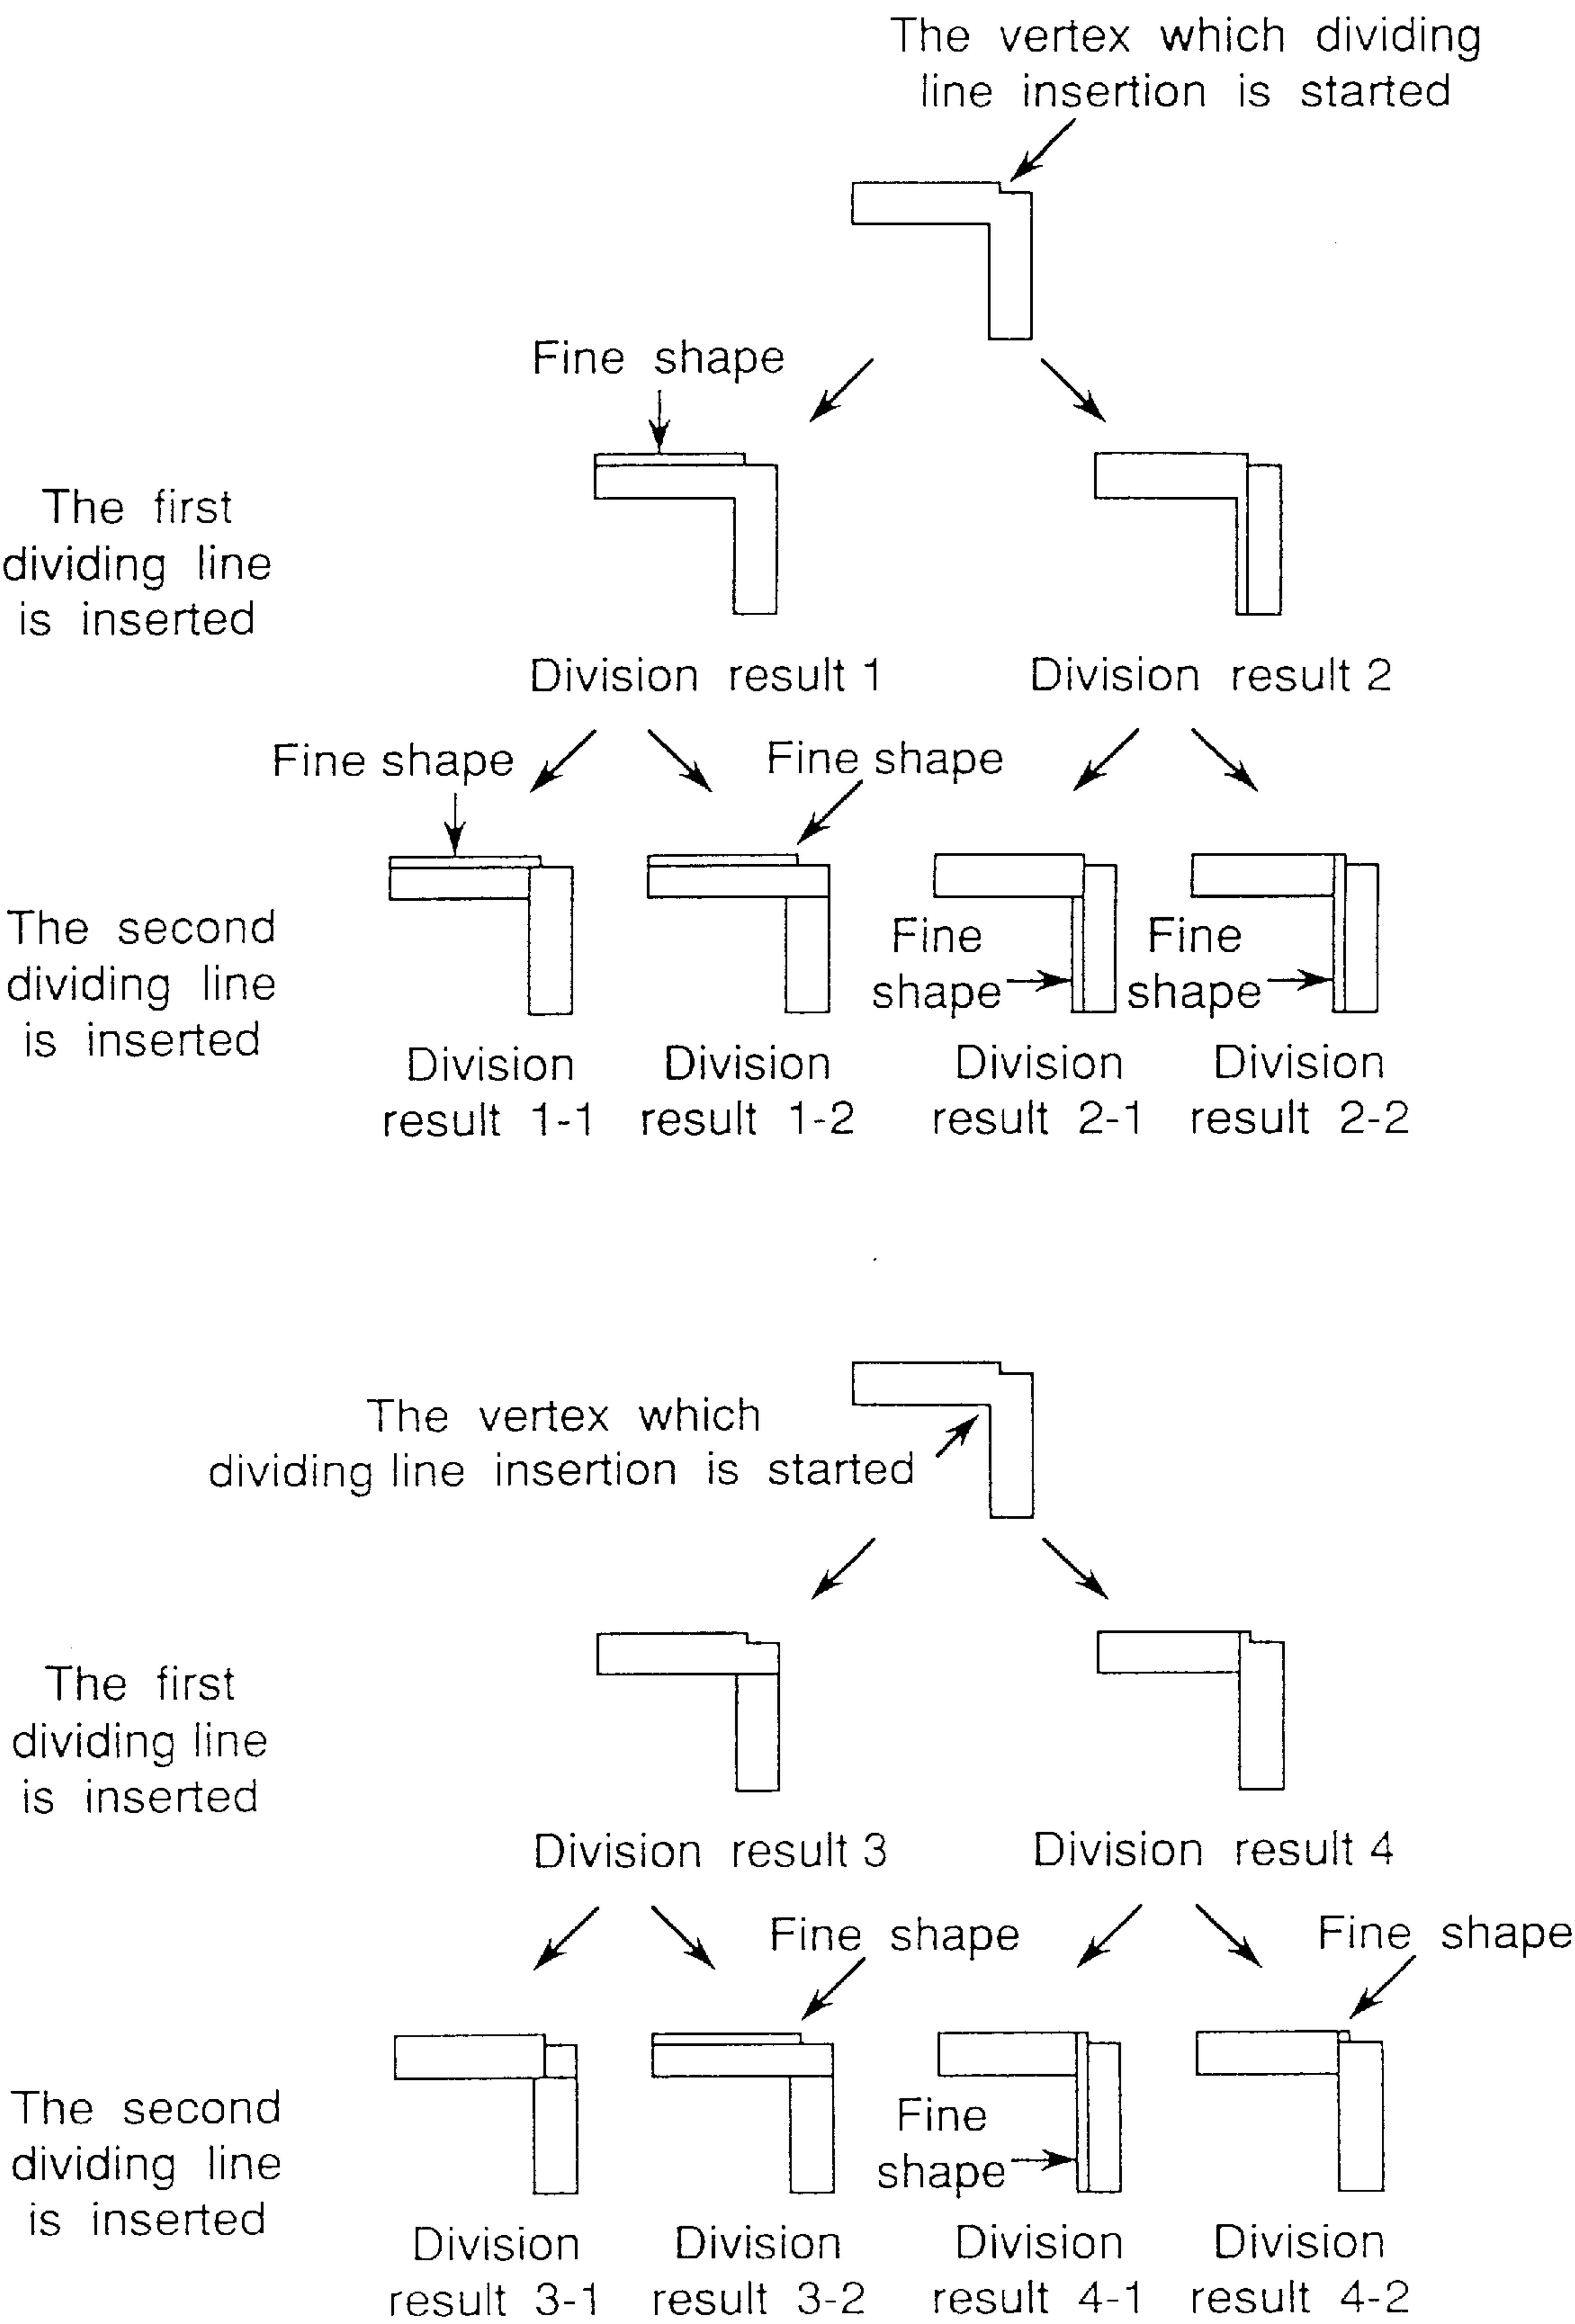 The vertex which dividing
line insertion is started
Fine shape
The first
dividing line
is inserted
Division result 1
Division result 2
Fine shape
Fine shape
The second
dividing line
is inserted
Fine
shape
Fine
shape
Division
result 1-1
Division
result 1-2
Division
result 2-1
Division
result 2-2
The vertex which
dividing line insertion is started
The first
dividing line
is inserted
Division result 3
Division result 4
Fine shape
Fine shape
The second
dividing line
is inserted
Fine
shape
Division
result 3-1
Division
result 3-2
Division
result 4-1
Division
result 4-2